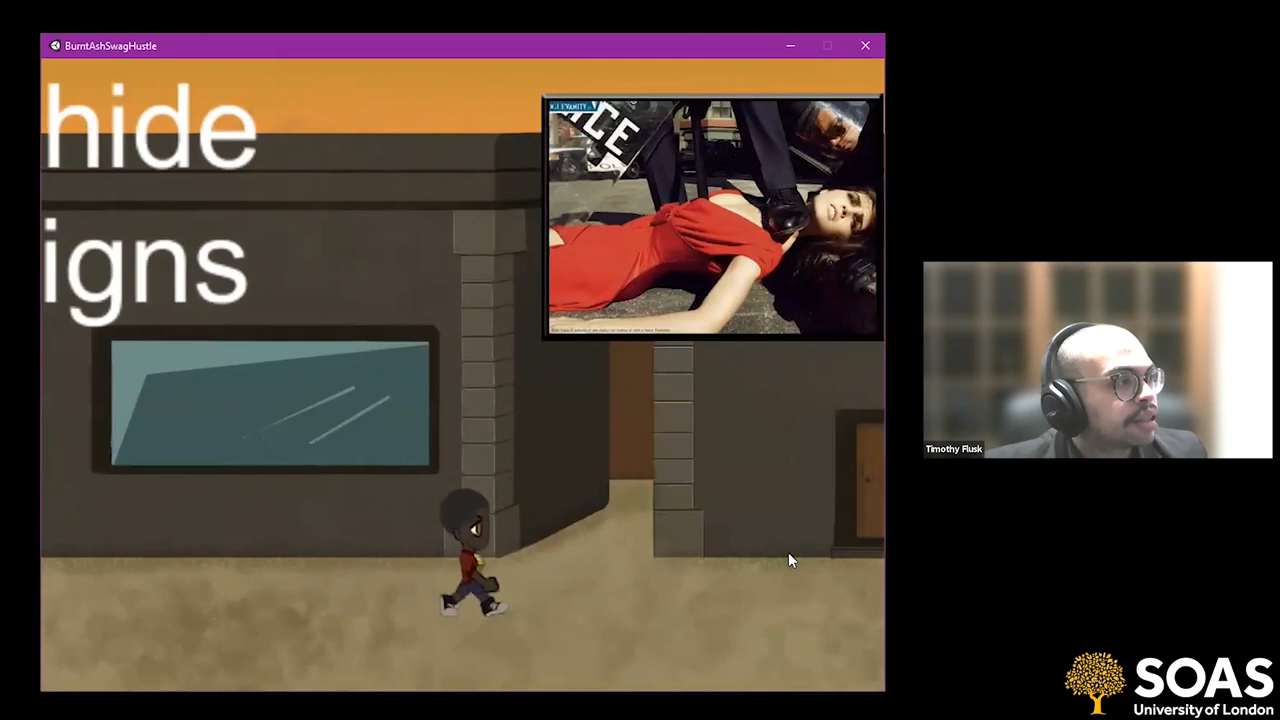 BurntAshSwagHustle
hide
igns
Timothy Flusk
SOAS
University of London